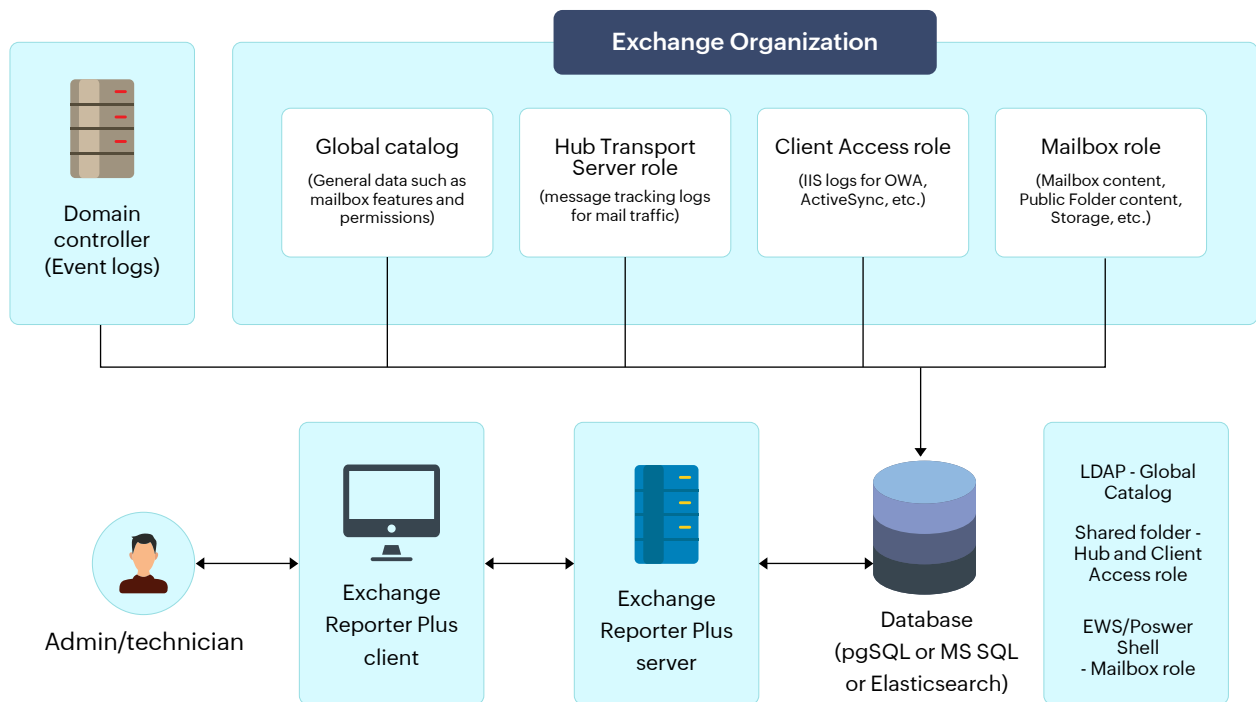 Exchange Organization
Domain
controller
(Event logs)
Global catalog
(General data such as
mailbox features and
permissions)
Hub Transport
Server role
(message tracking logs
for mail traffic)
Client Access role
(IIS logs for OWA,
ActiveSync, etc.)
Mailbox role
(Mailbox content,
Public Folder content,
Storage, etc.)
Admin/technician
Exchange
Reporter Plus
client
Exchange
Reporter Plus
server
Database
(pgSQL or MS SQL
or Elasticsearch)
LDAP - Global
Catalog
Shared folder -
Hub and Client
Access role
EWS/Poswer
Shell
- Mailbox role